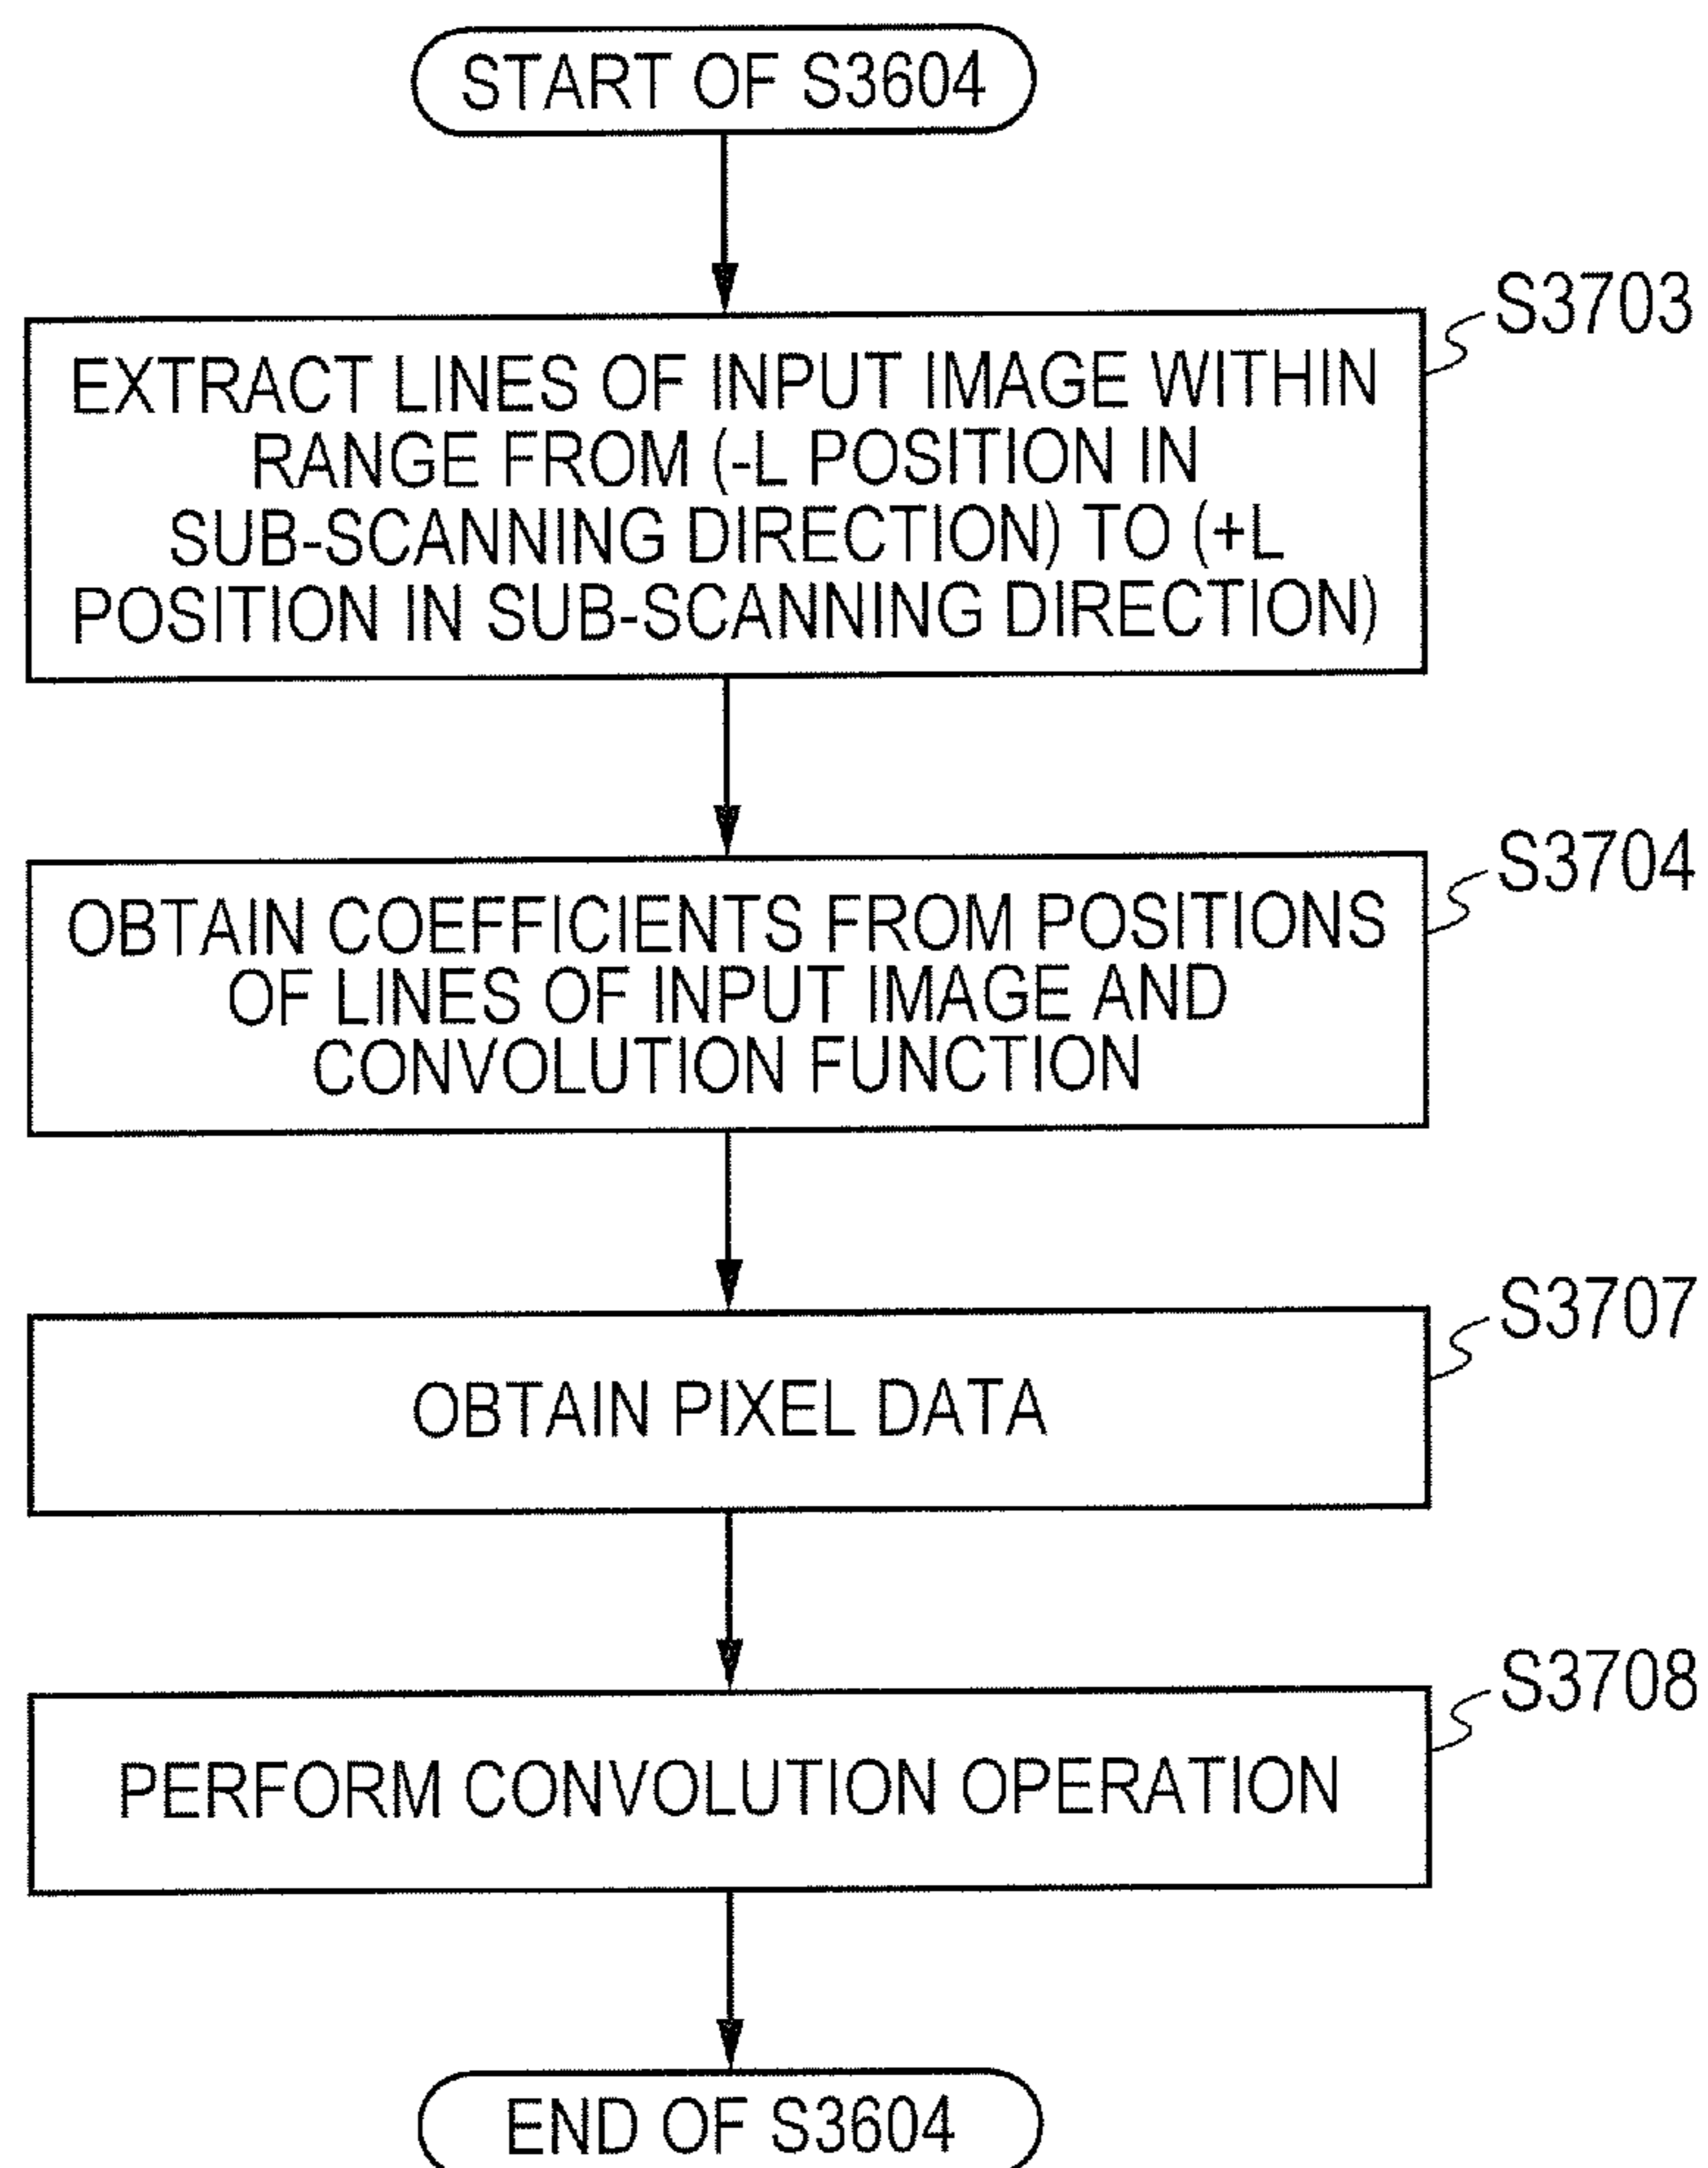 START OF S3604
S3703
EXTRACT LINES OF INPUT IMAGE WITHIN
RANGE FROM (-L POSITION IN
SUB-SCANNING DIRECTION) TO (+L
POSITION IN SUB-SCANNING DIRECTION)
S3704
OBTAIN COEFFICIENTS FROM POSITIONS
OF LINES OF INPUT IMAGE AND
CONVOLUTION FUNCTION
S3707
OBTAIN PIXEL DATA
S3708
PERFORM CONVOLUTION OPERATION
END OF S3604